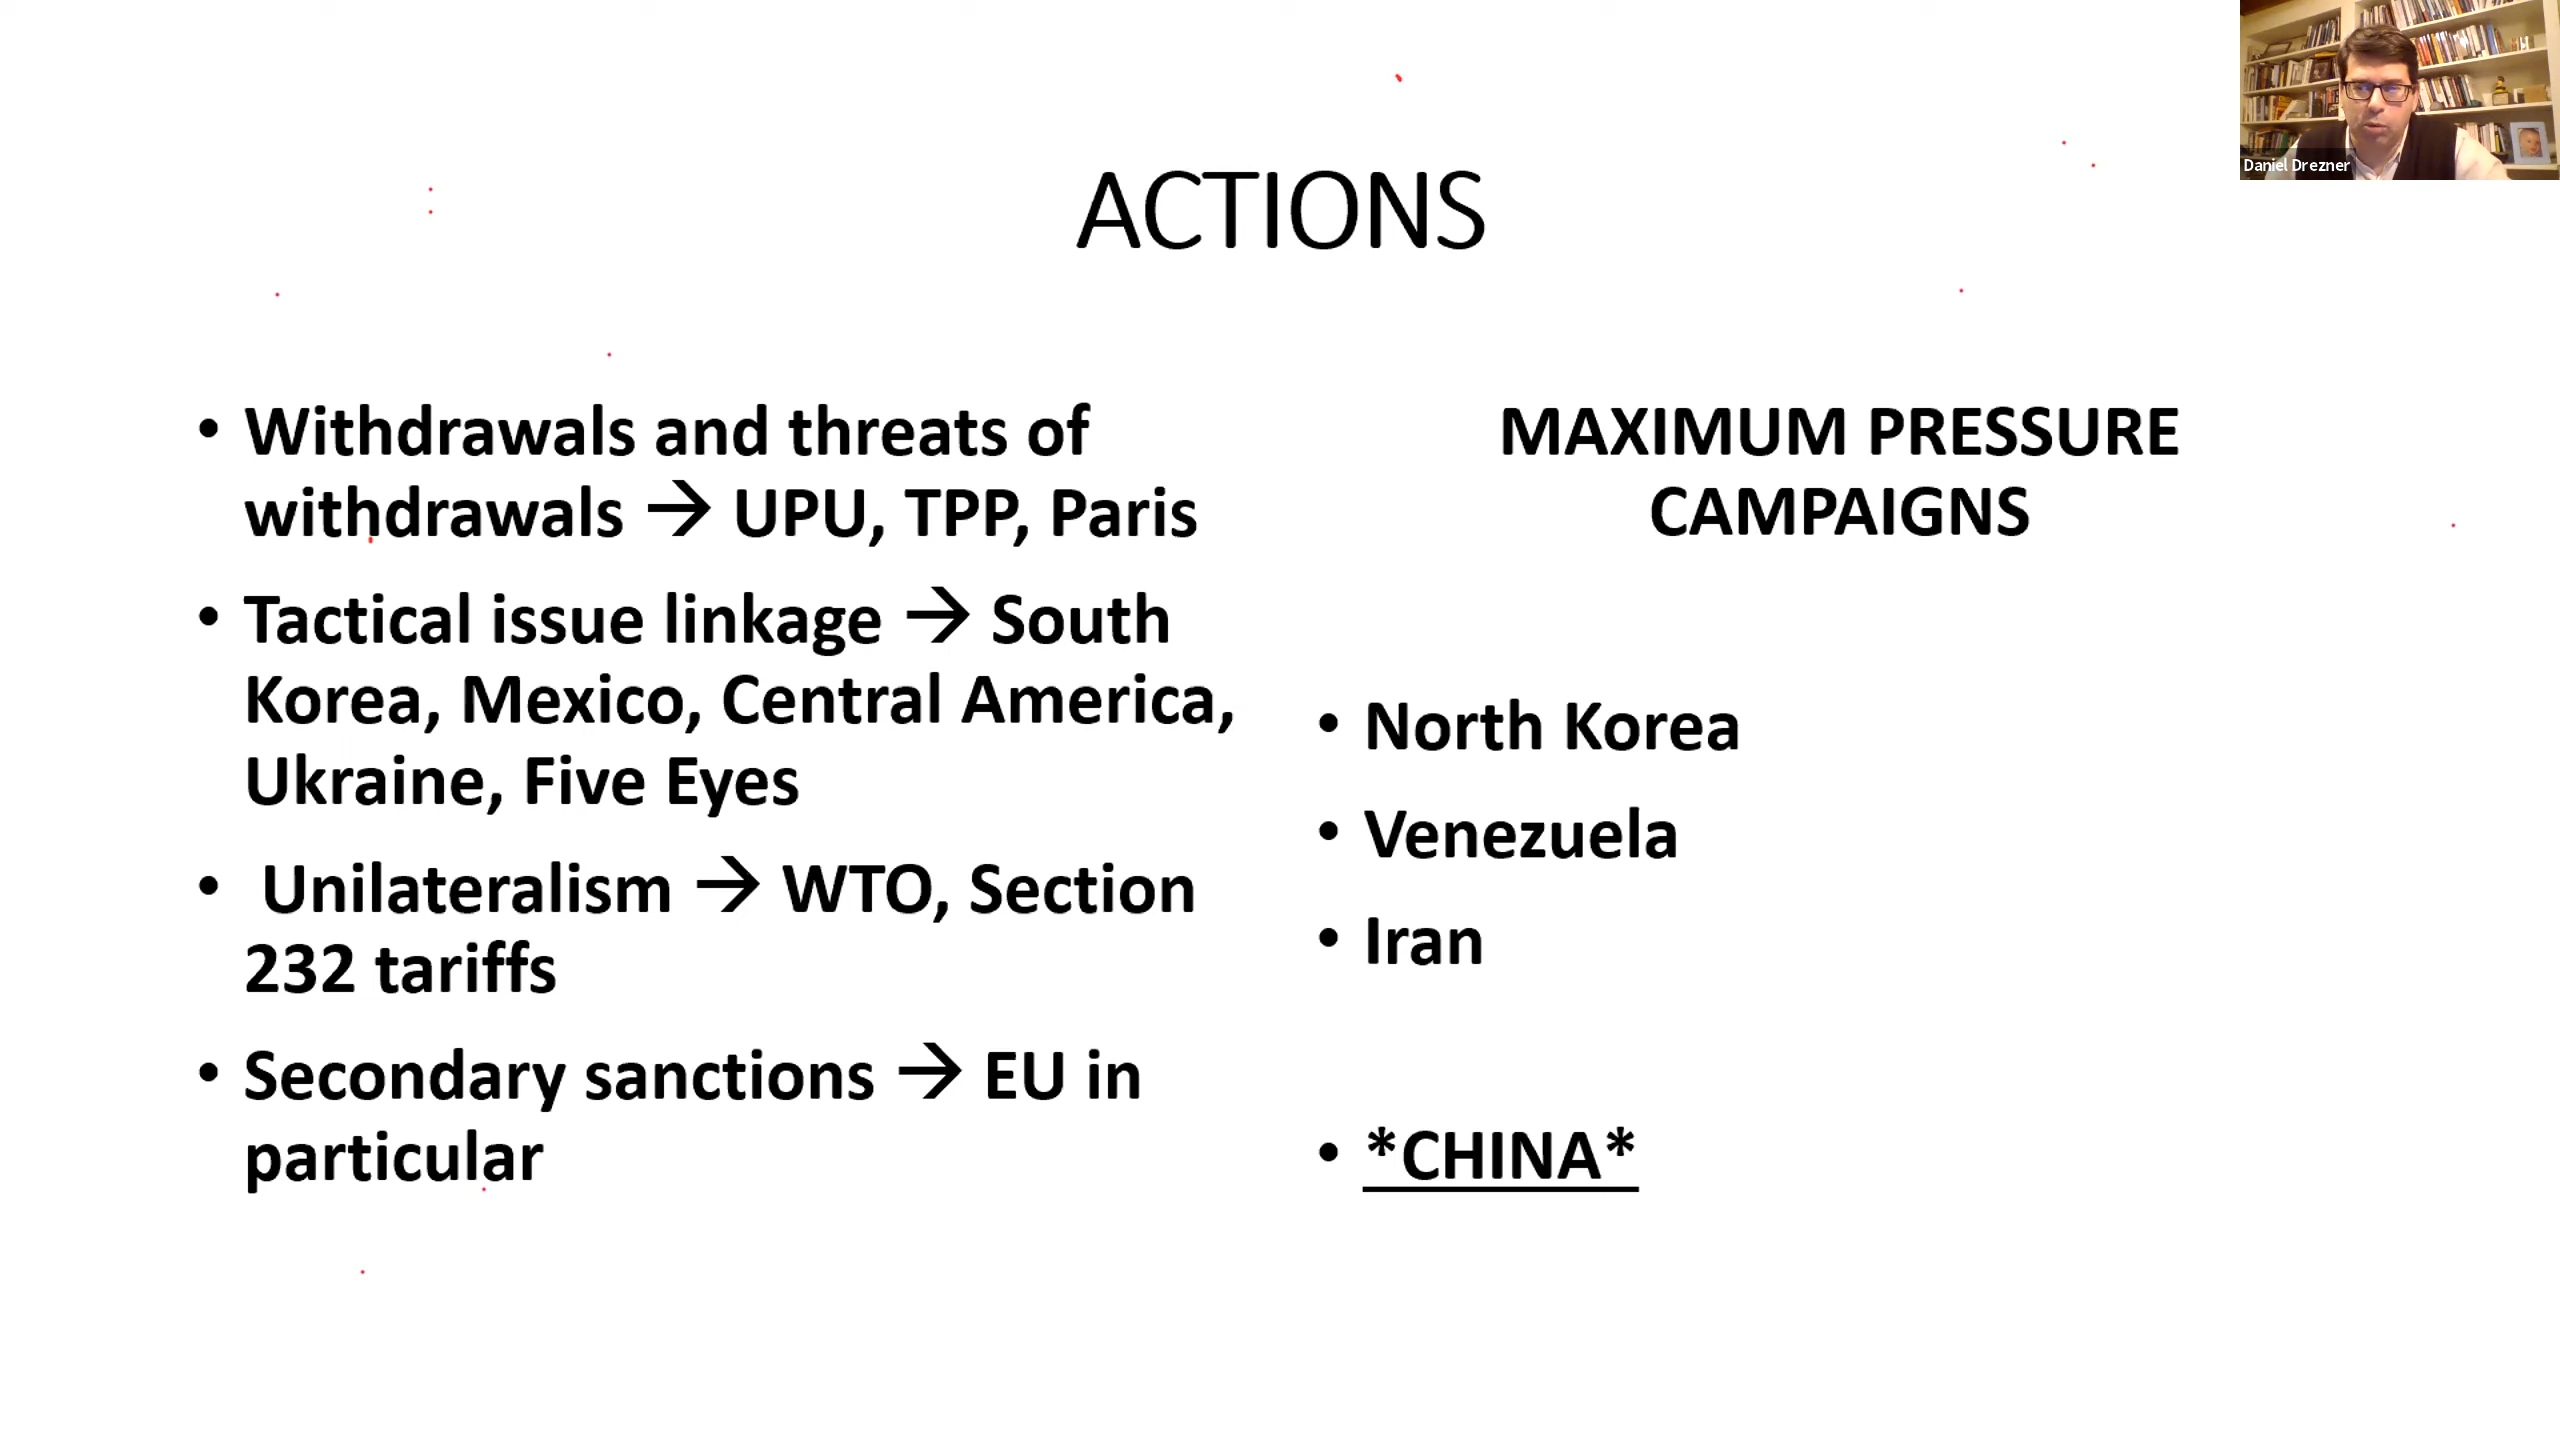 Daniel Drezner
ACTIONS
• Withdrawals and threats of
withdrawals → UPU, TPP, Paris
• Tactical issue linkage → South
Korea, Mexico, Central America,
Ukraine, Five Eyes
• Unilateralism → WTO, Section
232 tariffs
• Secondary sanctions → EU in
particular
MAXIMUM PRESSURE
CAMPAIGNS
• North Korea
• Venezuela
• Iran
• *CHINA*